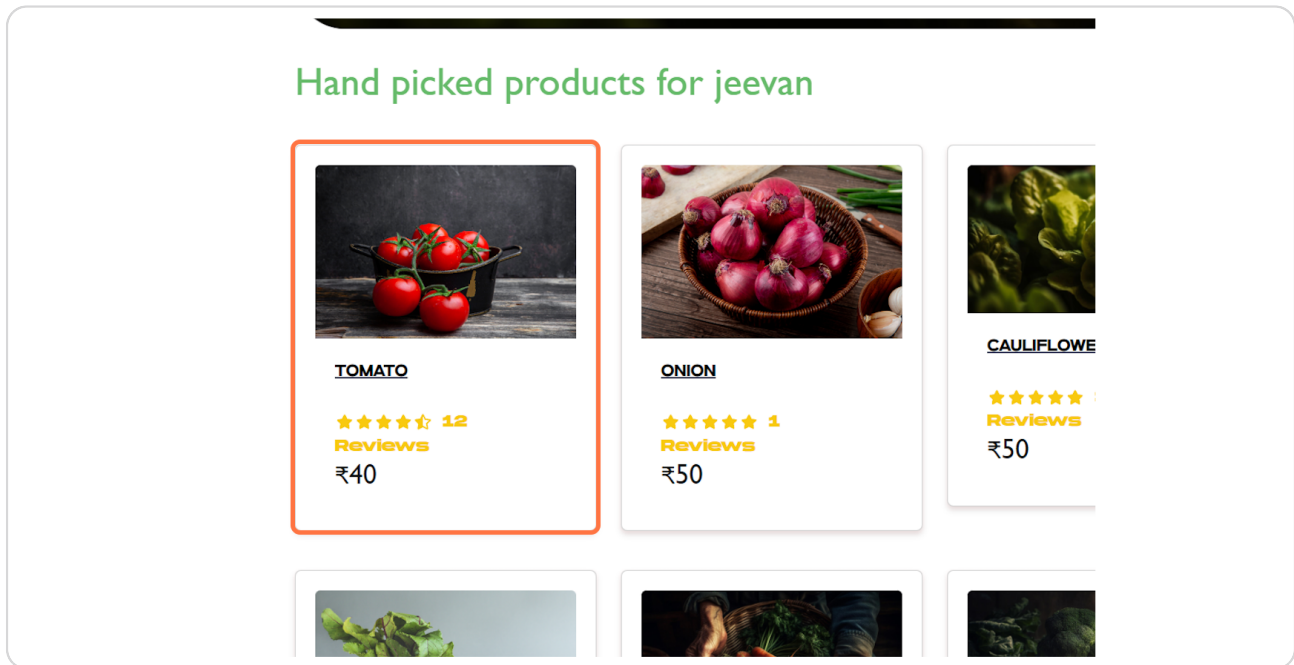 Hand picked products for jeevan
TOMATO
12
Reviews
₹40
ONION
1
Reviews
₹50
CAULIFLOWE
Reviews
₹50